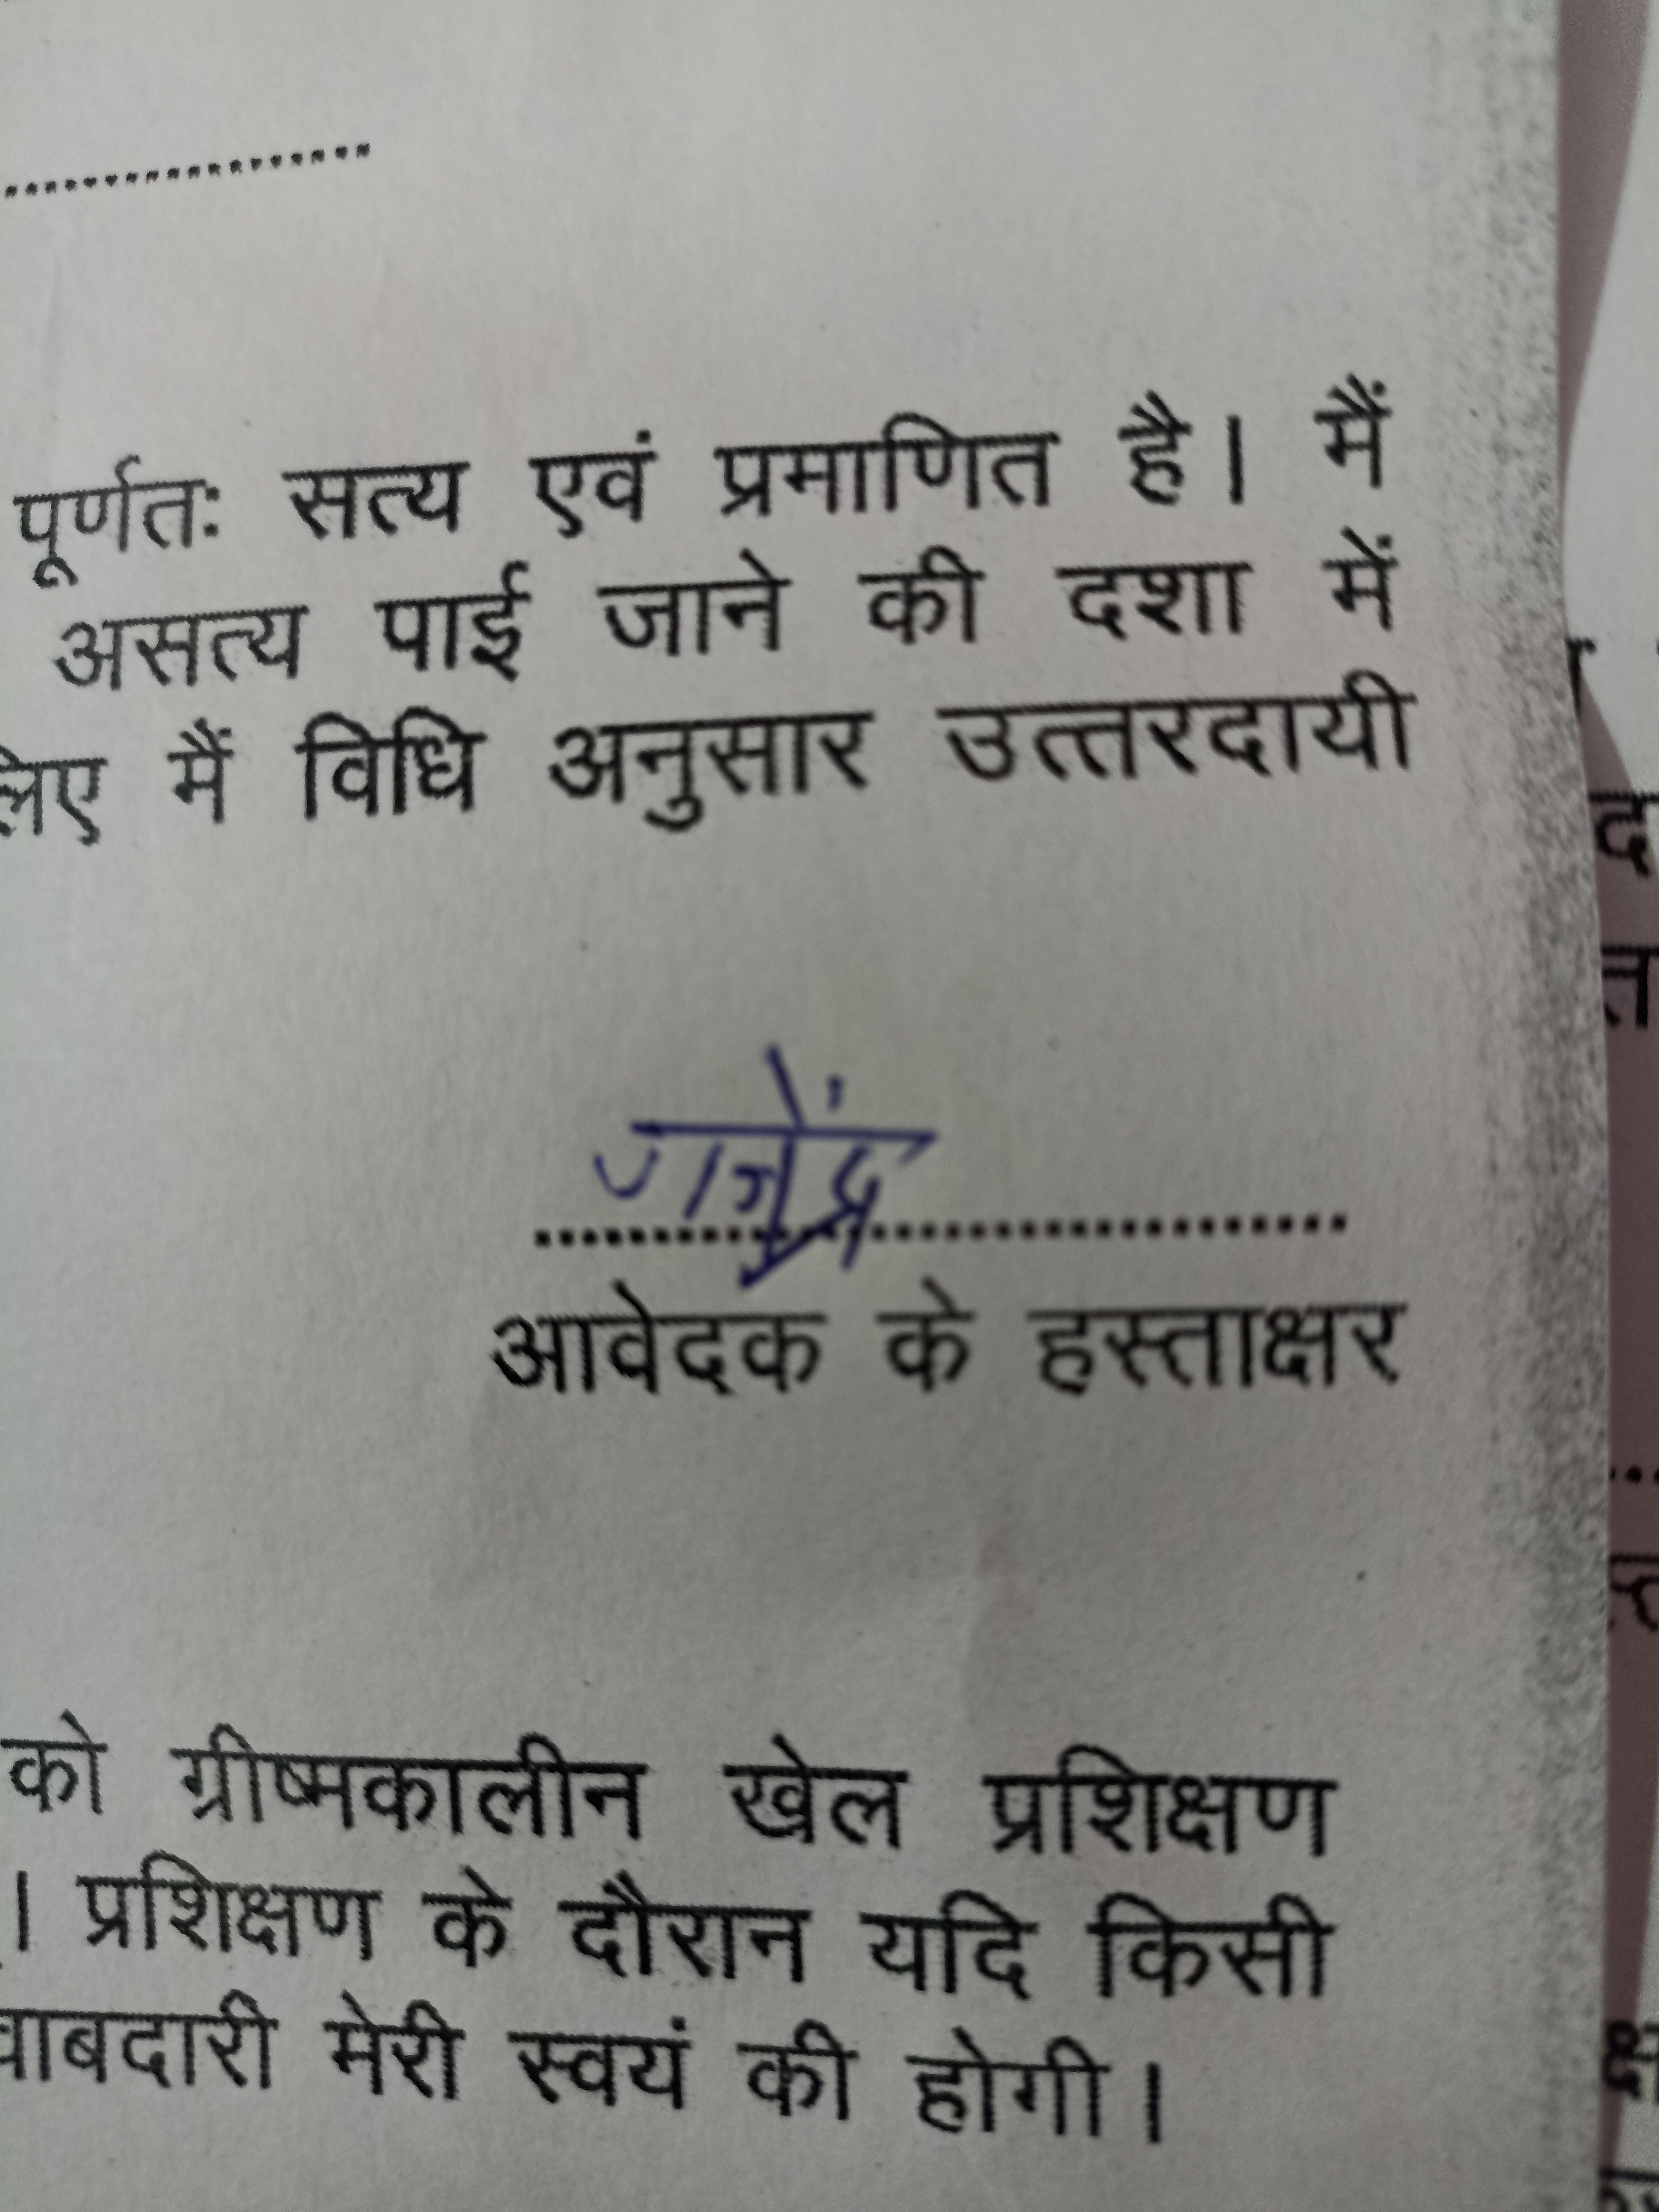 ....................
पूर्णतः सत्य एवं प्रमाणित है। मैं
असत्य पाई जाने की दशा में
लिए मैं विधि अनुसार उत्तरदायी
गजेंद्र
........................................
आवेदक के हस्ताक्षर
को ग्रीष्मकालीन खेल प्रशिक्षण
। प्रशिक्षण के दौरान यदि किसी
वाबदारी मेरी स्वयं की होगी।